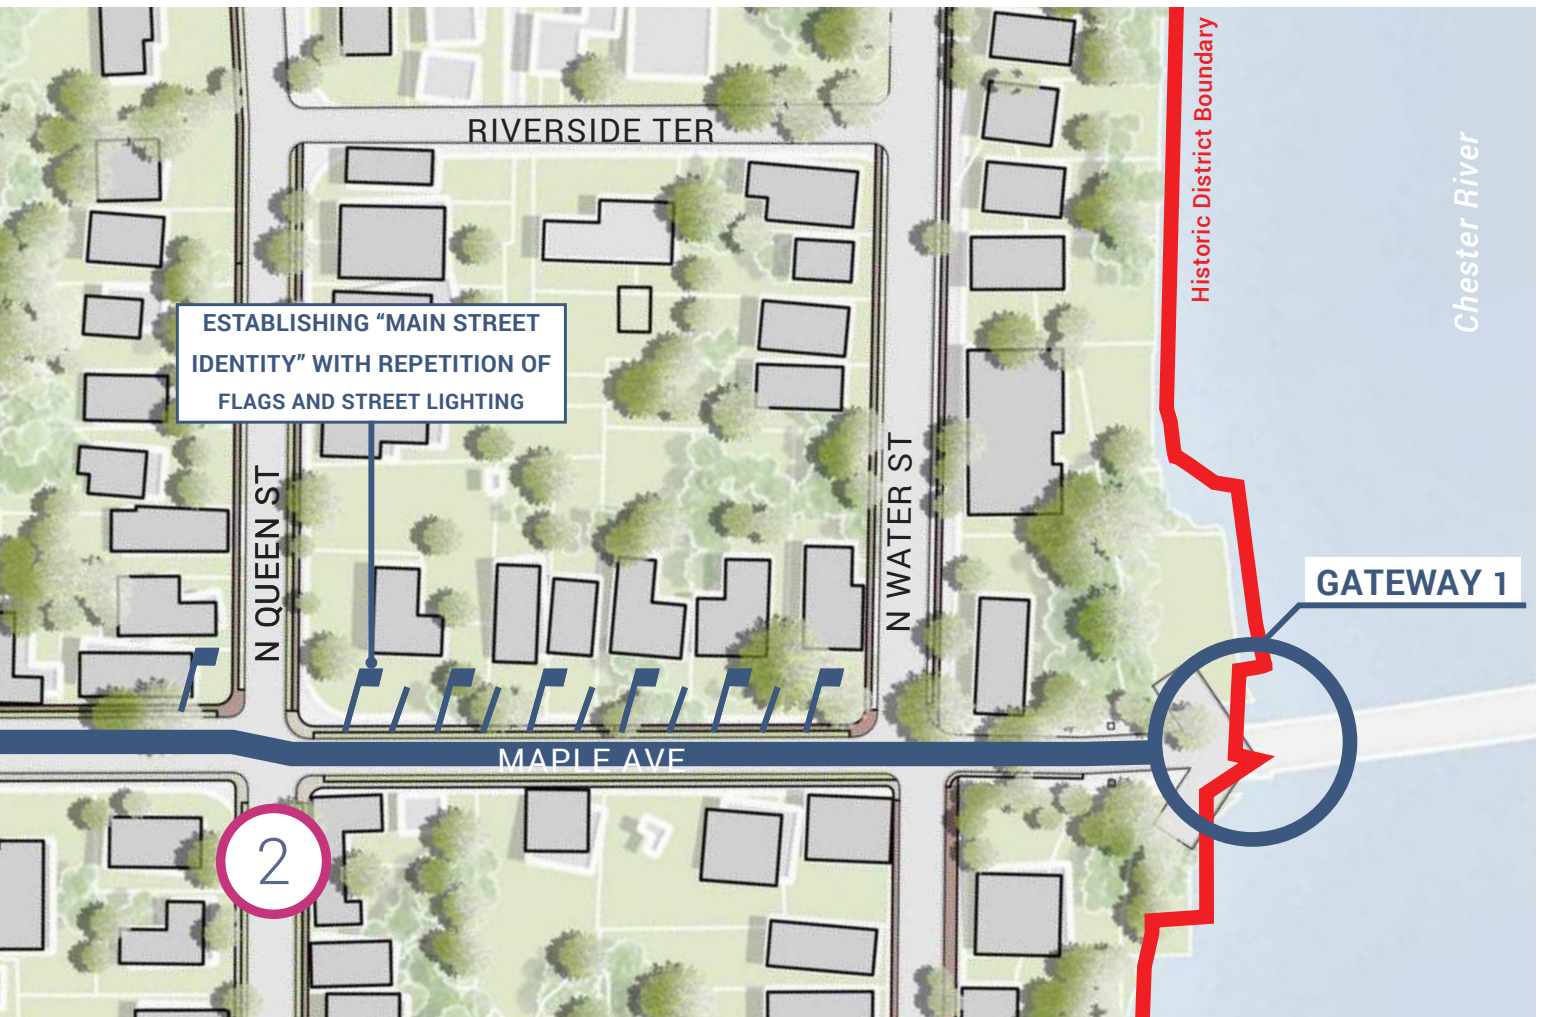 RIVERSIDE TER
Historic District Boundary
Chester River
ESTABLISHING “MAIN STREET
IDENTITY” WITH REPETITION OF
FLAGS AND STREET LIGHTING
N QUEEN ST
N WATER ST
GATEWAY 1
MAPLE AVE
2